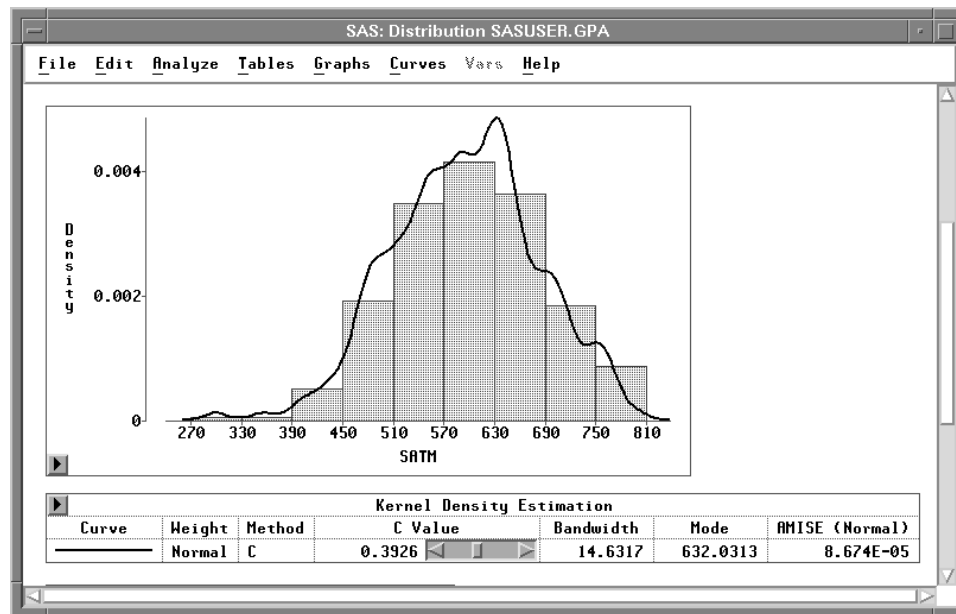 SAS: Distribution SASUSER.GPA
File Edit Analyze Tables Graphs Curves Vars Help
0.004
Density
0.002
0
270 330 390 450 510 570 630 690 750 810
SATM
Kernel Density Estimation
Curve Weight Method C Value Bandwidth Mode AMISE (Normal)
Normal C 0.3926 14.6317 632.0313 8.674E-05